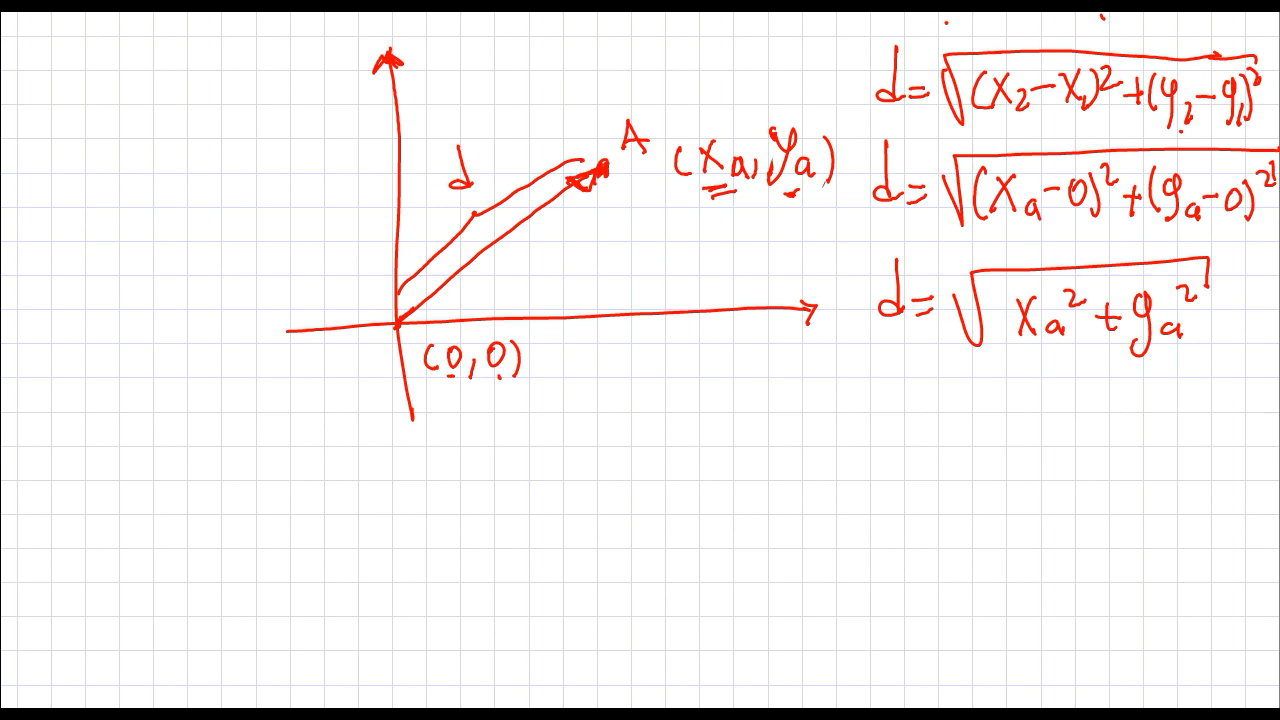 d = √(x₂ - x₁)² + (y₂ - y₁)²
A
d
(xa, ya)
d = √(xa - 0)² + (ya - 0)²
d = √xa² + ya²
(0, 0)